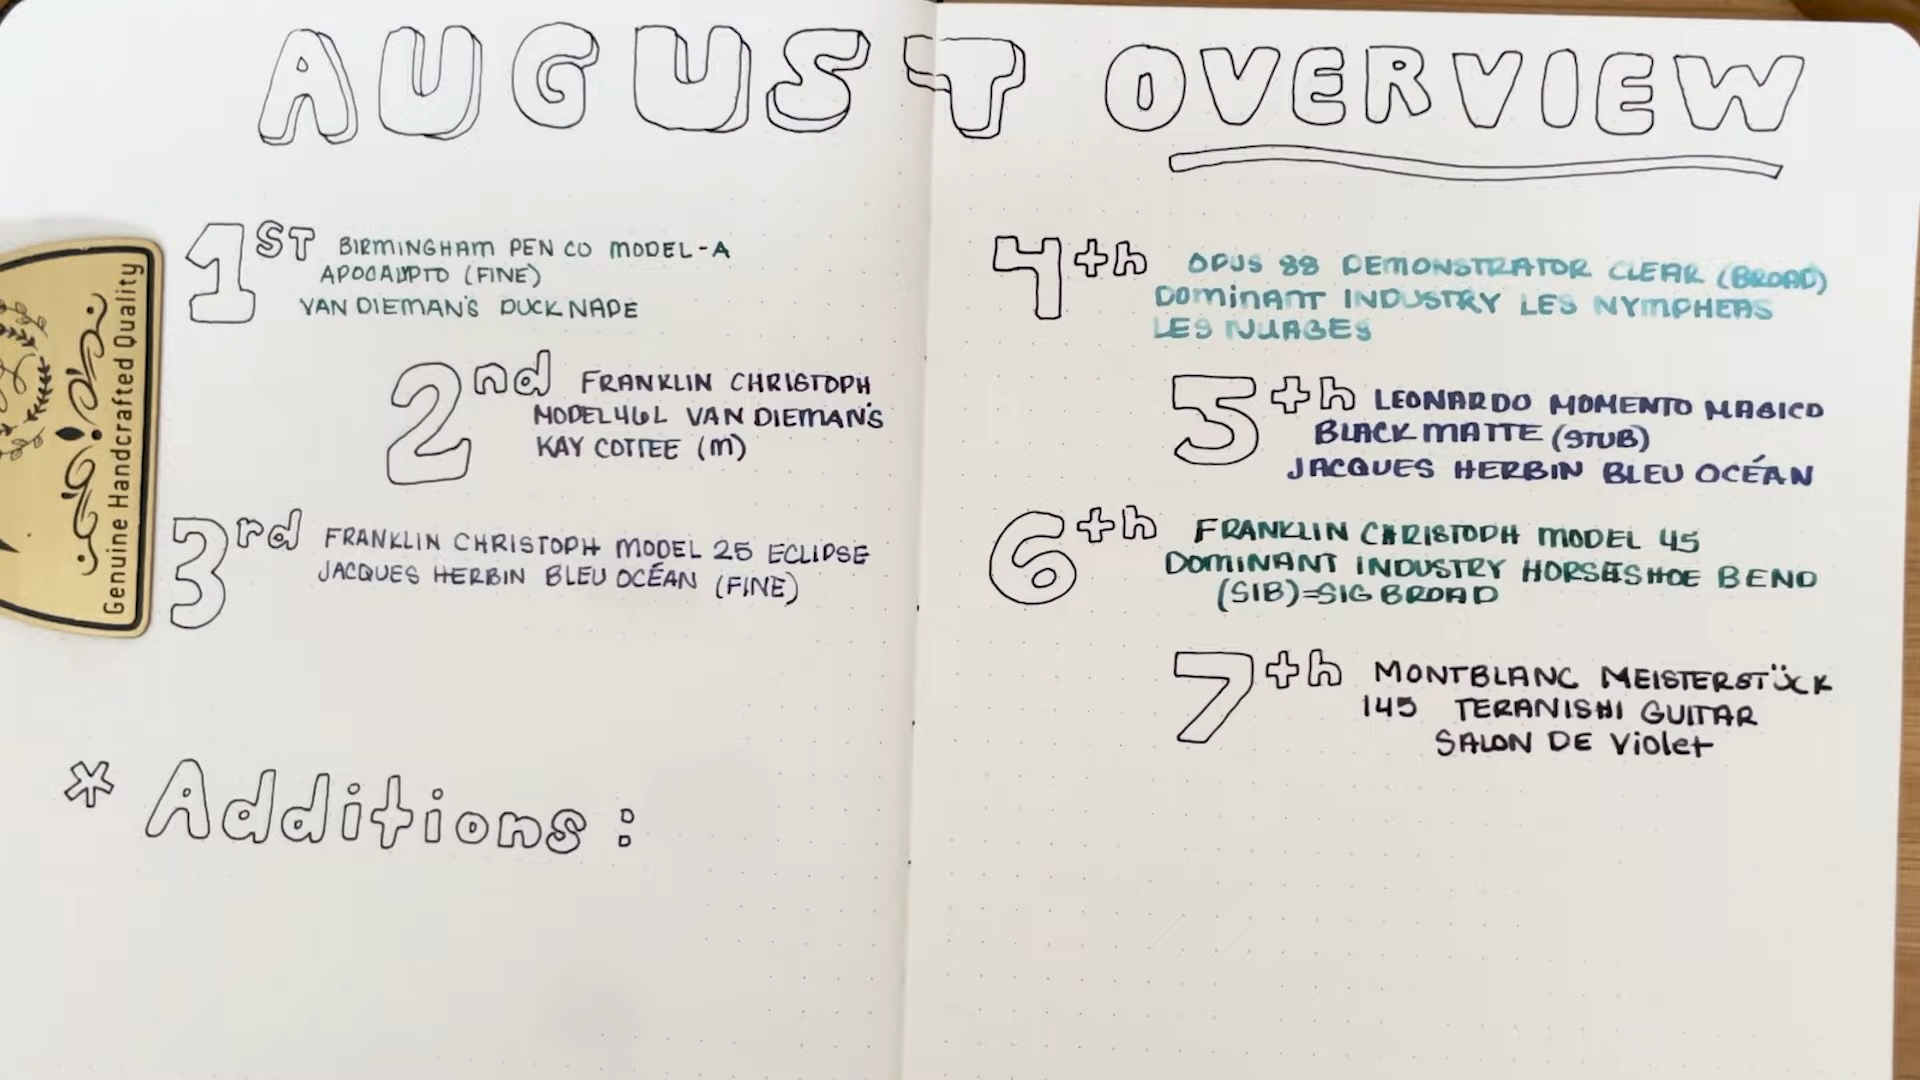 AUGUST OVERVIEW
1ST BIRMINGHAM PEN CO MODEL-A
APOCALYPTO (FINE)
VAN DIEMAN'S DUCK NAPE
2nd FRANKLIN CHRISTOPH
MODEL 46L VAN DIEMAN'S
KAY COTTEE (M)
3rd FRANKLIN CHRISTOPH MODEL 25 ECLIPSE
JACQUES HERBIN BLEU OCÉAN (FINE)
* Additions:
4th OPUS 88 DEMONSTRATOR CLEAR (BROAD)
DOMINANT INDUSTRY LES NYMPHEAS
LES NUAGES
5th LEONARDO MOMENTO MAGICO
BLACK MATTE (STUB)
JACQUES HERBIN BLEU OCÉAN
6th FRANKLIN CHRISTOPH MODEL 45
DOMINANT INDUSTRY HORSESHOE BEND
(SIB)=SIG BROAD
7th MONTBLANC MEISTERSTÜCK
145 TERANISHI GUITAR
SALON DE Violet
Genuine Handcrafted Quality